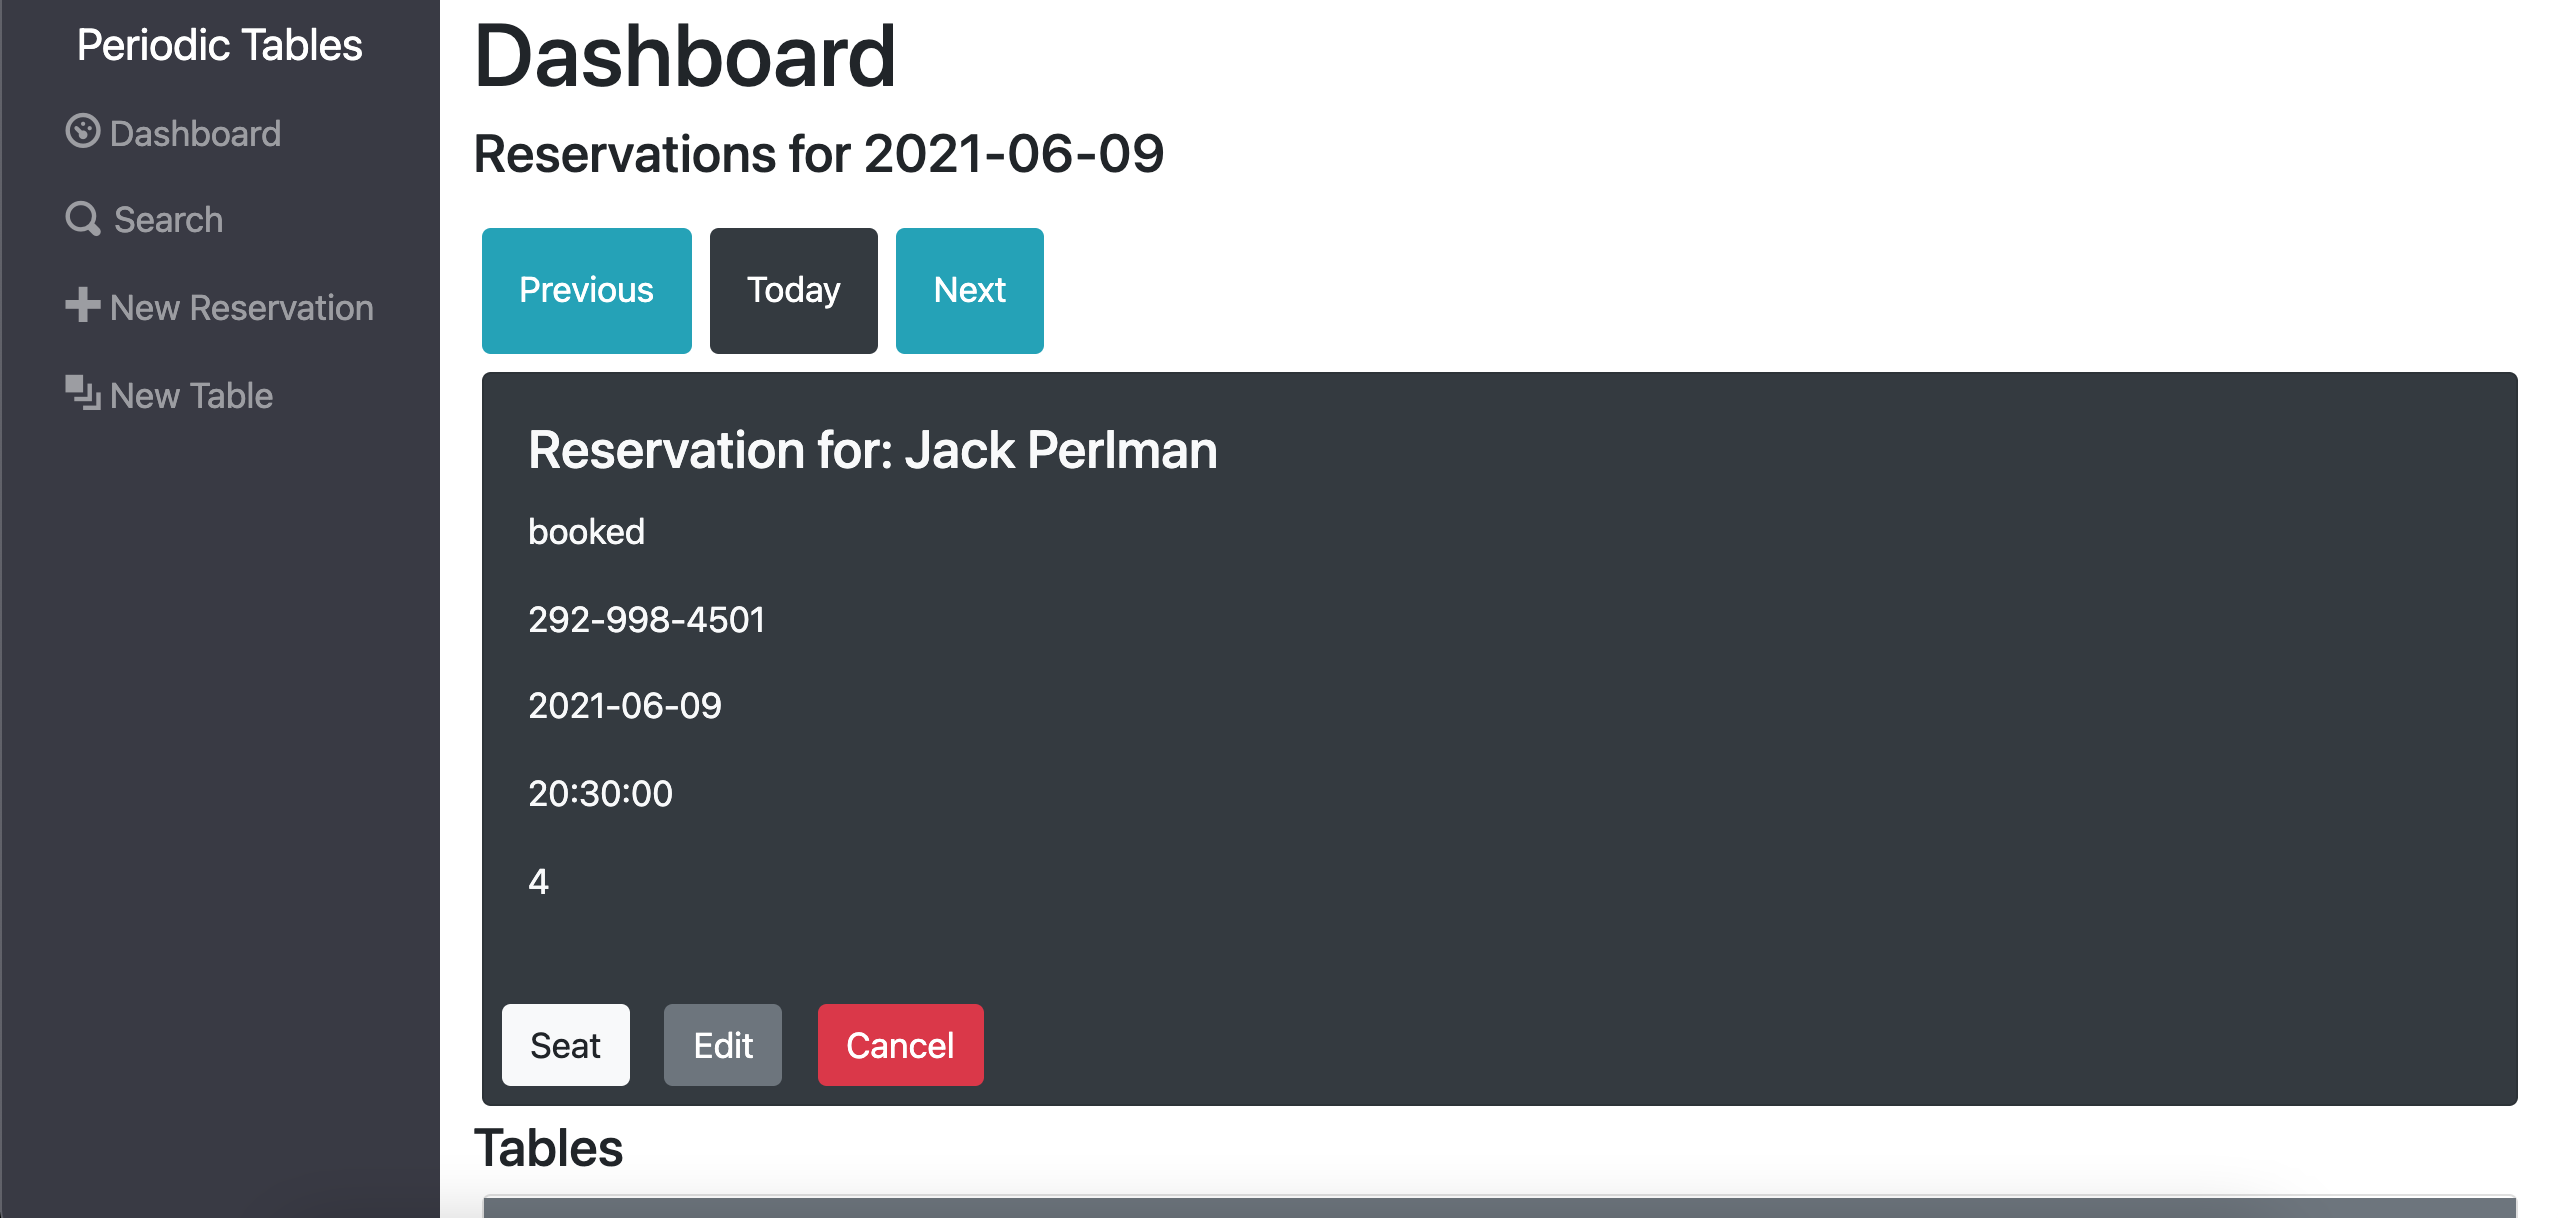 Periodic Tables
Dashboard
Search
New Reservation
New Table
Dashboard
Reservations for 2021-06-09
Previous Today Next
Reservation for: Jack Perlman
booked
292-998-4501
2021-06-09
20:30:00
4
Seat Edit Cancel
Tables